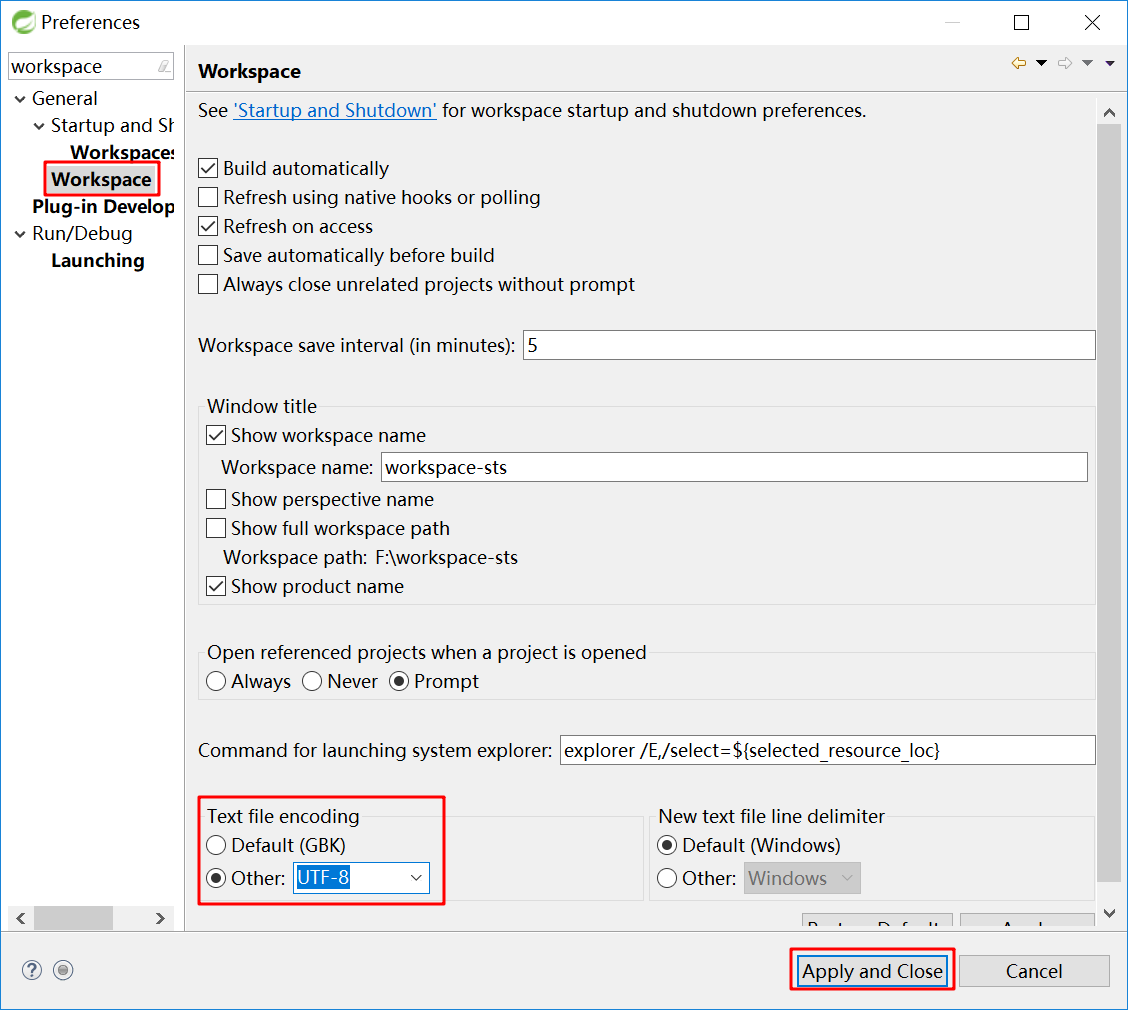 Preferences
workspace
General
Startup and Sh
Workspaces
Workspace
Plug-in Develop
Run/Debug
Launching
Workspace
See 'Startup and Shutdown' for workspace startup and shutdown preferences.
Build automatically
Refresh using native hooks or polling
Refresh on access
Save automatically before build
Always close unrelated projects without prompt
Workspace save interval (in minutes): 5
Window title
Show workspace name
Workspace name: workspace-sts
Show perspective name
Show full workspace path
Workspace path: F:\workspace-sts
Show product name
Open referenced projects when a project is opened
Always Never Prompt
Command for launching system explorer: explorer /E,/select=${selected_resource_loc}
Text file encoding
Default (GBK)
Other: UTF-8
New text file line delimiter
Default (Windows)
Other: Windows
Apply and Close Cancel